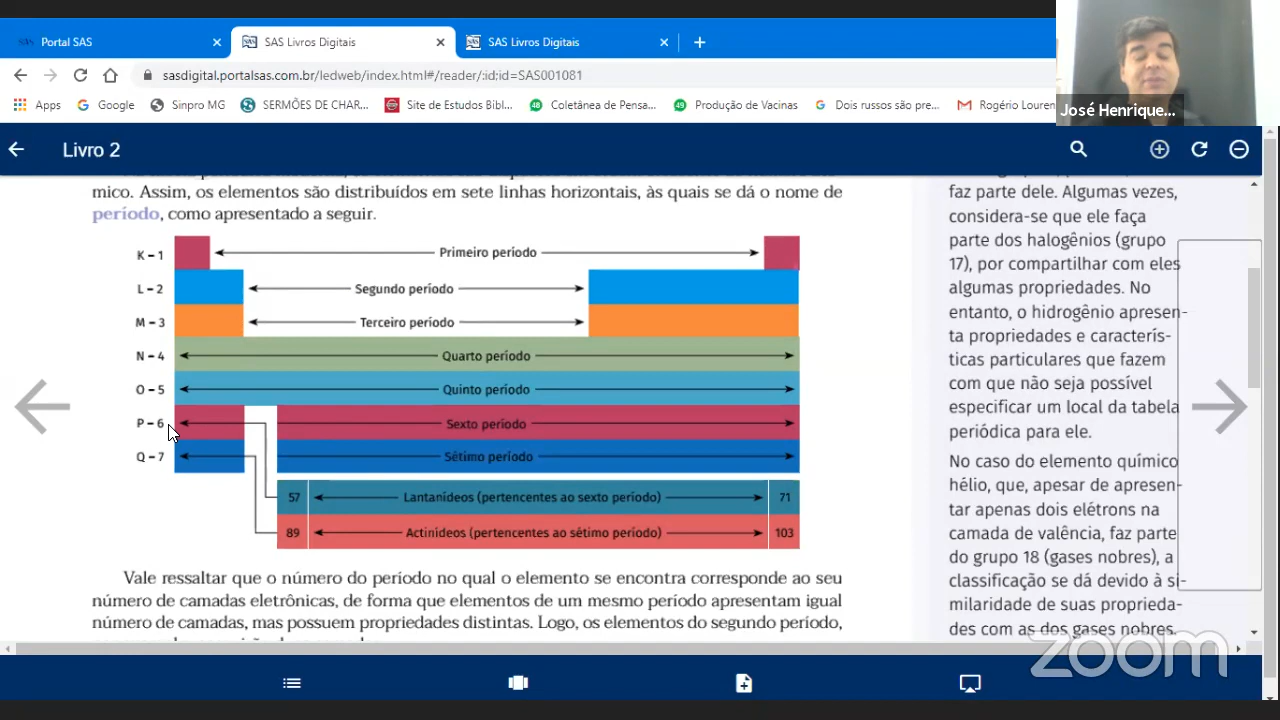 Portal SAS
SAS Livros Digitais
SAS Livros Digitais
sasdigital.portalsas.com.br/ledweb/index.html#/reader/:id:id=SAS001081
Apps Google Sinpro MG SERMÕES DE CHAR... Site de Estudos Bibl... Coletânea de Pensa... Produção de Vacinas Dois russos são pre... Rogério Louren
José Henrique...
Livro 2
mico. Assim, os elementos são distribuídos em sete linhas horizontais, às quais se dá o nome de
período, como apresentado a seguir.
K – 1 Primeiro período
L – 2 Segundo período
M – 3 Terceiro período
N – 4 Quarto período
O – 5 Quinto período
P – 6 Sexto período
Q – 7 Sétimo período
57 Lantanídeos (pertencentes ao sexto período) 71
89 Actinídeos (pertencentes ao sétimo período) 103
Vale ressaltar que o número do período no qual o elemento se encontra corresponde ao seu
número de camadas eletrônicas, de forma que elementos de um mesmo período apresentam igual
número de camadas, mas possuem propriedades distintas. Logo, os elementos do segundo período,
faz parte dele. Algumas vezes,
considera-se que ele faça
parte dos halogênios (grupo
17), por compartilhar com eles
algumas propriedades. No
entanto, o hidrogênio apresen-
ta propriedades e caracterís-
ticas particulares que fazem
com que não seja possível
especificar um local da tabela
periódica para ele.
No caso do elemento químico
hélio, que, apesar de apresen-
tar apenas dois elétrons na
camada de valência, faz parte
do grupo 18 (gases nobres), a
classificação se dá devido à si-
milaridade de suas proprieda-
des com as dos gases nobres.
zoom